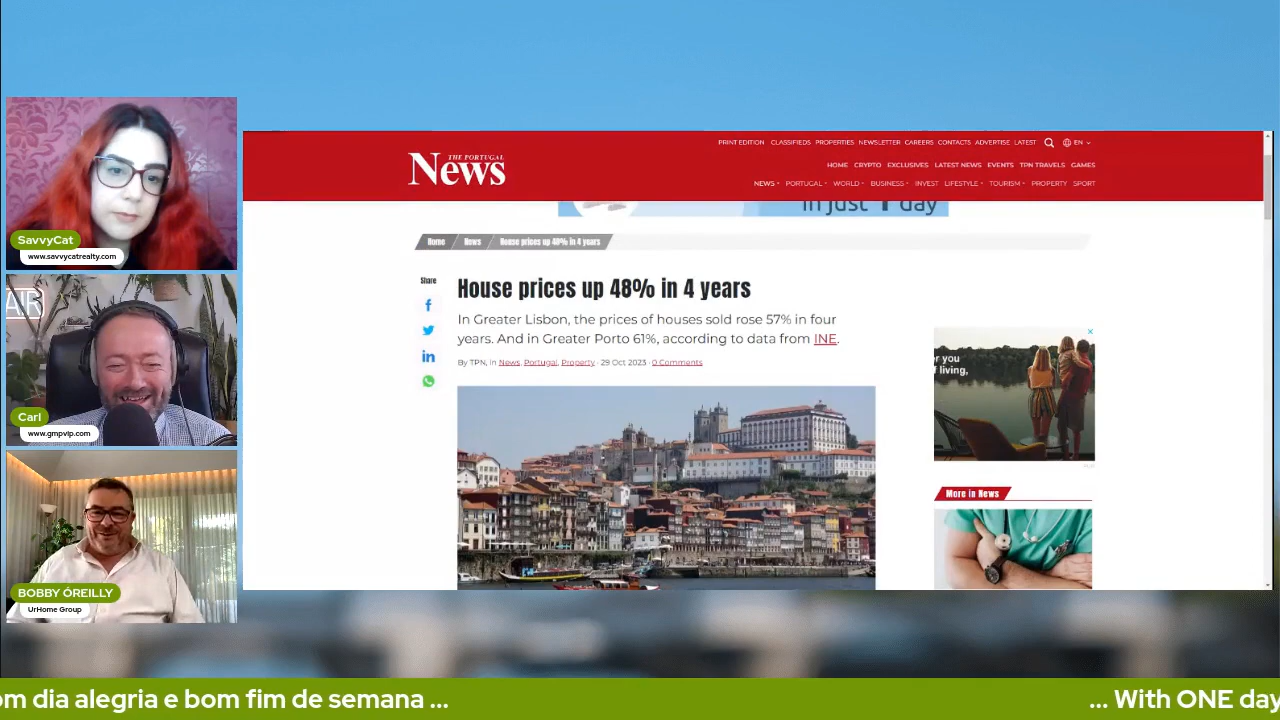 SavvyCat
www.savvycatrealty.com
AIR
Carl
www.gmpvip.com
BOBBY ÓREILLY
UrHome Group
PRINT EDITION CLASSIFIEDS PROPERTIES NEWSLETTER CAREERS CONTACTS ADVERTISE LATEST EN
THE PORTUGAL
News
HOME CRYPTO EXCLUSIVES LATEST NEWS EVENTS TPN TRAVELS GAMES
NEWS PORTUGAL WORLD BUSINESS INVEST LIFESTYLE TOURISM PROPERTY SPORT
in just 1 day
Home News House prices up 48% in 4 years
Share
House prices up 48% in 4 years
In Greater Lisbon, the prices of houses sold rose 57% in four
years. And in Greater Porto 61%, according to data from INE.
By TPN, in News, Portugal, Property · 29 Oct 2023 · 0 Comments
er you
f living,
More in News
om dia alegria e bom fim de semana ...
... With ONE day